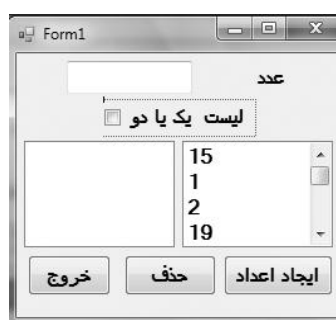 Form1
عدد
لیست یک یا دو
15
1
2
19
ایجاد اعداد
حذف
خروج